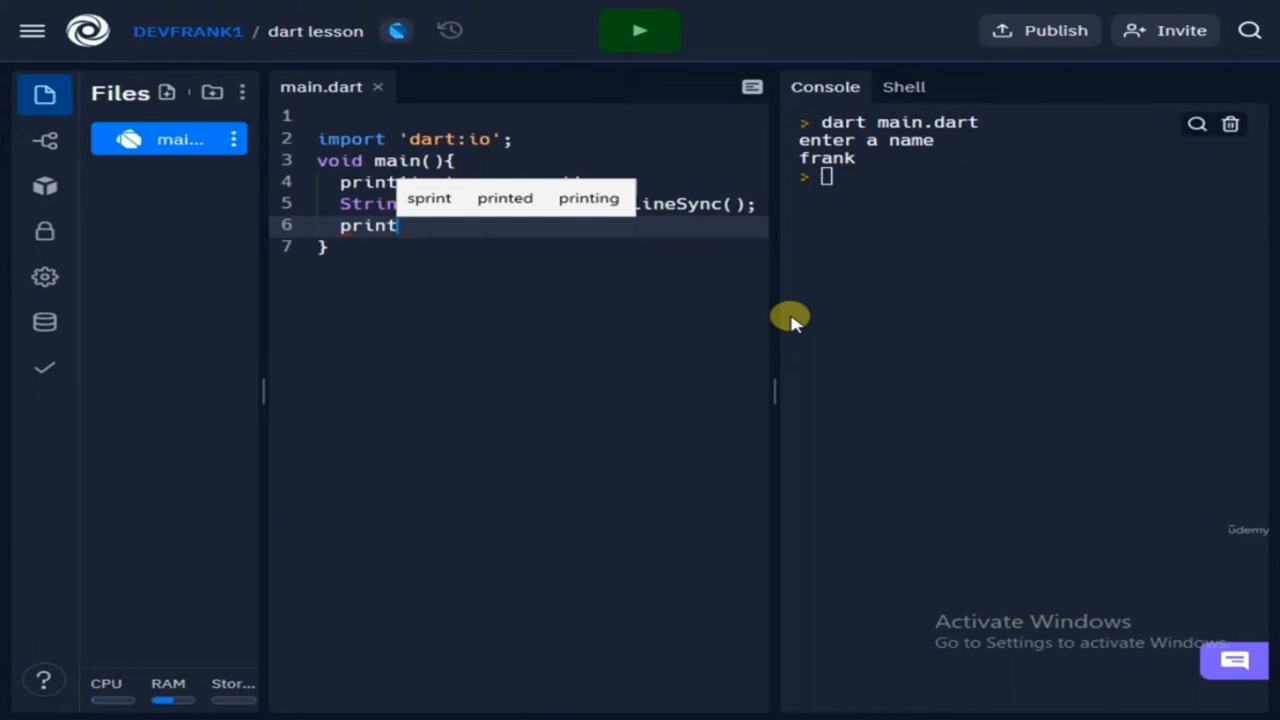 DEVFRANK1 / dart lesson
Publish
Invite
Files
mai...
main.dart ×
1
2 import 'dart:io';
3 void main(){
4 print
5 Strin lineSync();
sprint printed printing
6 print
7 }
Console Shell
> dart main.dart
enter a name
frank
>
ûdemy
Activate Windows
Go to Settings to activate Windows.
? CPU RAM Stor...